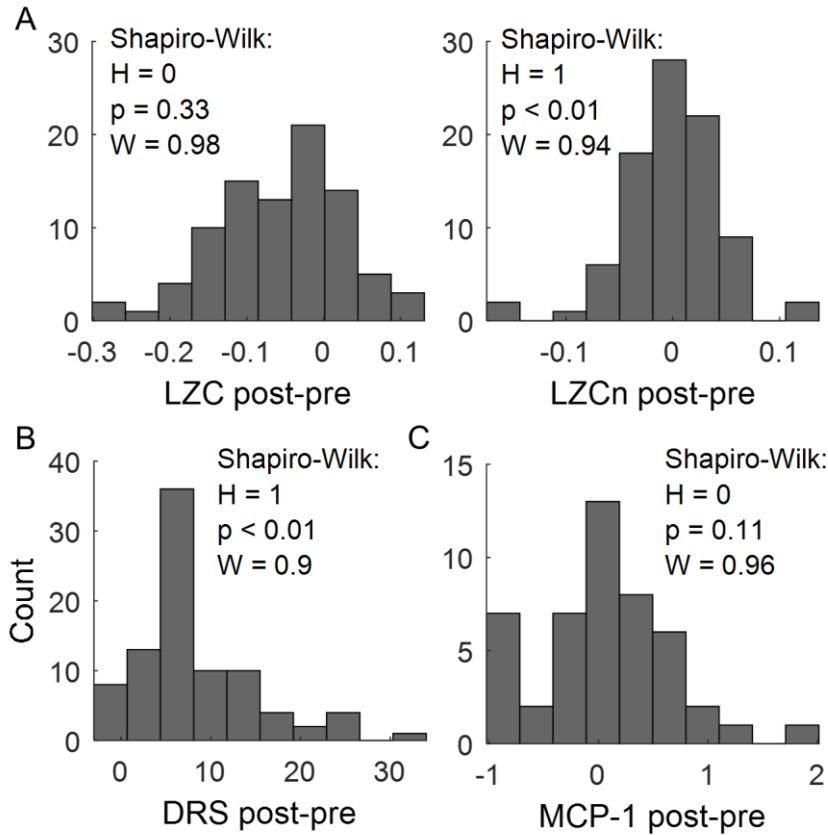 A
30
20
10
0
Shapiro-Wilk:
H = 0
p = 0.33
W = 0.98
-0.3 -0.2 -0.1 0 0.1
LZC post-pre
30
20
10
0
Shapiro-Wilk:
H = 1
p < 0.01
W = 0.94
-0.1 0 0.1
LZCn post-pre
B
Count
40
30
20
10
0
Shapiro-Wilk:
H = 1
p < 0.01
W = 0.9
0 10 20 30
DRS post-pre
C
15
10
5
0
Shapiro-Wilk:
H = 0
p = 0.11
W = 0.96
-1 0 1 2
MCP-1 post-pre